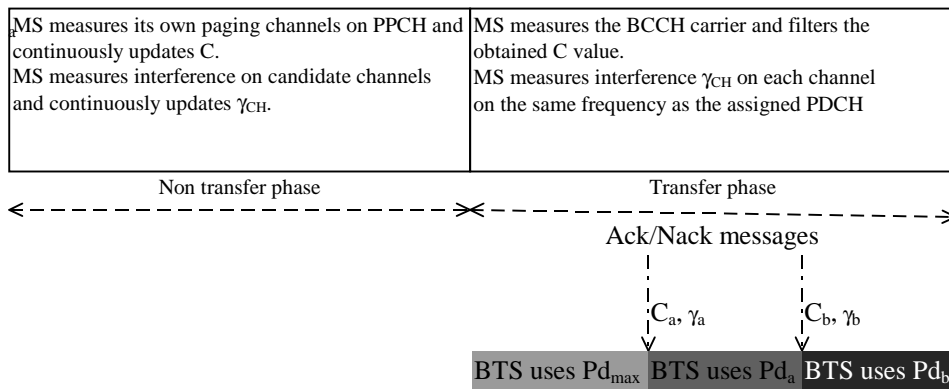 aMS measures its own paging channels on PPCH and
continuously updates C.
MS measures interference on candidate channels
and continuously updates γCH.
MS measures the BCCH carrier and filters the
obtained C value.
MS measures interference γCH on each channel
on the same frequency as the assigned PDCH
Non transfer phase
Transfer phase
Ack/Nack messages
Ca, γa
Cb, γb
BTS uses Pdmax
BTS uses Pda
BTS uses Pdb